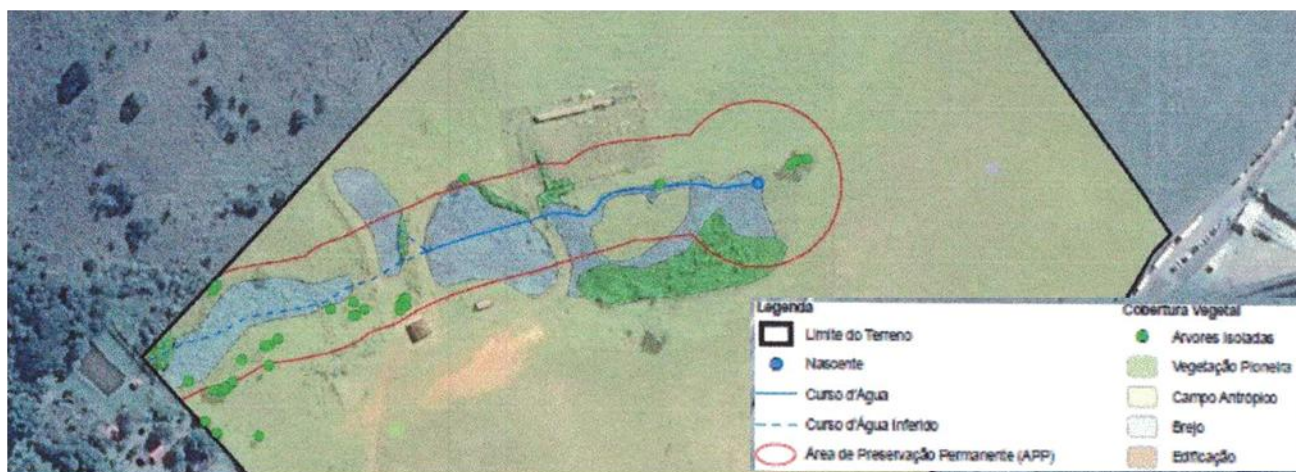 Legenda
Limite do Terreno
Nascente
Curso d'Água
Curso d'Água Inferido
Área de Preservação Permanente (APP)
Cobertura Vegetal
Árvores Isoladas
Vegetação Pioneira
Campo Antrópico
Brejo
Edificação